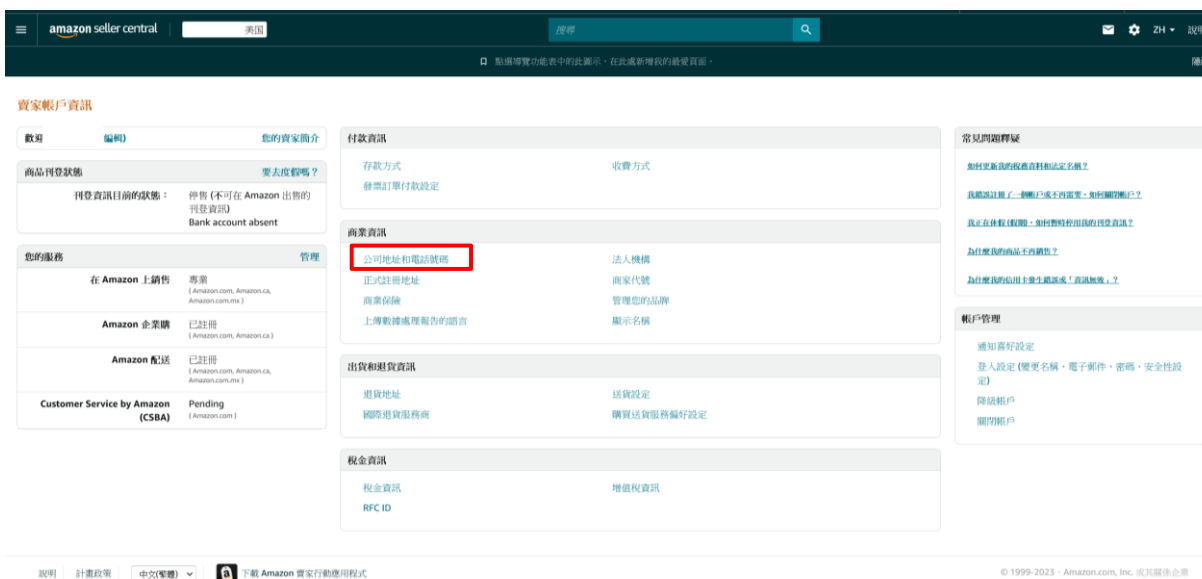 amazon seller central
美国
搜尋
ZH
說明
點選導覽功能表中的此圖示，在此處新增我的最愛頁面。
賣家帳戶資訊
歡迎
編輯)
您的賣家簡介
商品刊登狀態
要去度假嗎？
刊登資訊目前的狀態：
停售 (不可在 Amazon 出售的
刊登資訊)
Bank account absent
您的服務
管理
在 Amazon 上銷售
專業
( Amazon.com, Amazon.ca,
Amazon.com.mx )
Amazon 企業購
已註冊
( Amazon.com, Amazon.ca )
Amazon 配送
已註冊
( Amazon.com, Amazon.ca,
Amazon.com.mx )
Customer Service by Amazon
(CSBA)
Pending
( Amazon.com )
付款資訊
存款方式
收費方式
發票訂單付款設定
商業資訊
公司地址和電話號碼
法人機構
正式註冊地址
商家代號
商業保險
管理您的品牌
上傳數據處理報告的語言
顯示名稱
出貨和退貨資訊
退貨地址
送貨設定
國際退貨服務商
購買送貨服務偏好設定
稅金資訊
稅金資訊
增值稅資訊
RFC ID
常見問題釋疑
如何更新我的稅務資料和法定名稱？
我錯誤註冊了一個帳戶或不再需要，如何關閉帳戶？
我正在休假 (假期)，如何暫時停用我的刊登資訊？
為什麼我的商品不再銷售？
為什麼我的信用卡發生錯誤或「資訊無效」？
帳戶管理
通知喜好設定
登入設定 (變更名稱、電子郵件、密碼、安全性設
定)
降級帳戶
關閉帳戶
說明
計畫政策
中文(繁體)
下載 Amazon 賣家行動應用程式
© 1999-2023，Amazon.com, Inc. 或其關係企業